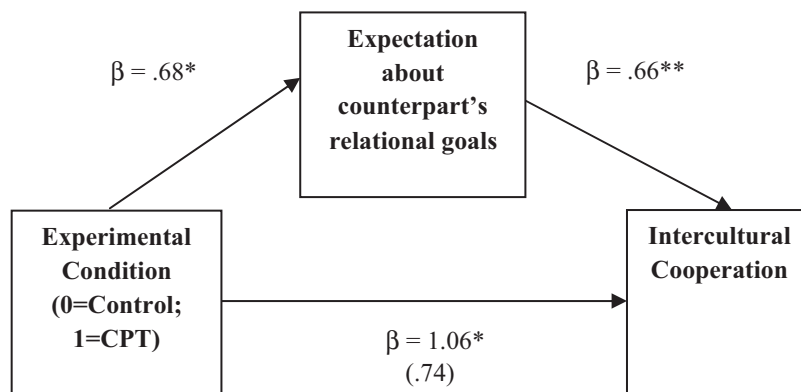 Expectation
about
counterpart's
relational goals
β = .68*
β = .66**
Experimental
Condition
(0=Control;
1=CPT)
Intercultural
Cooperation
β = 1.06*
(.74)